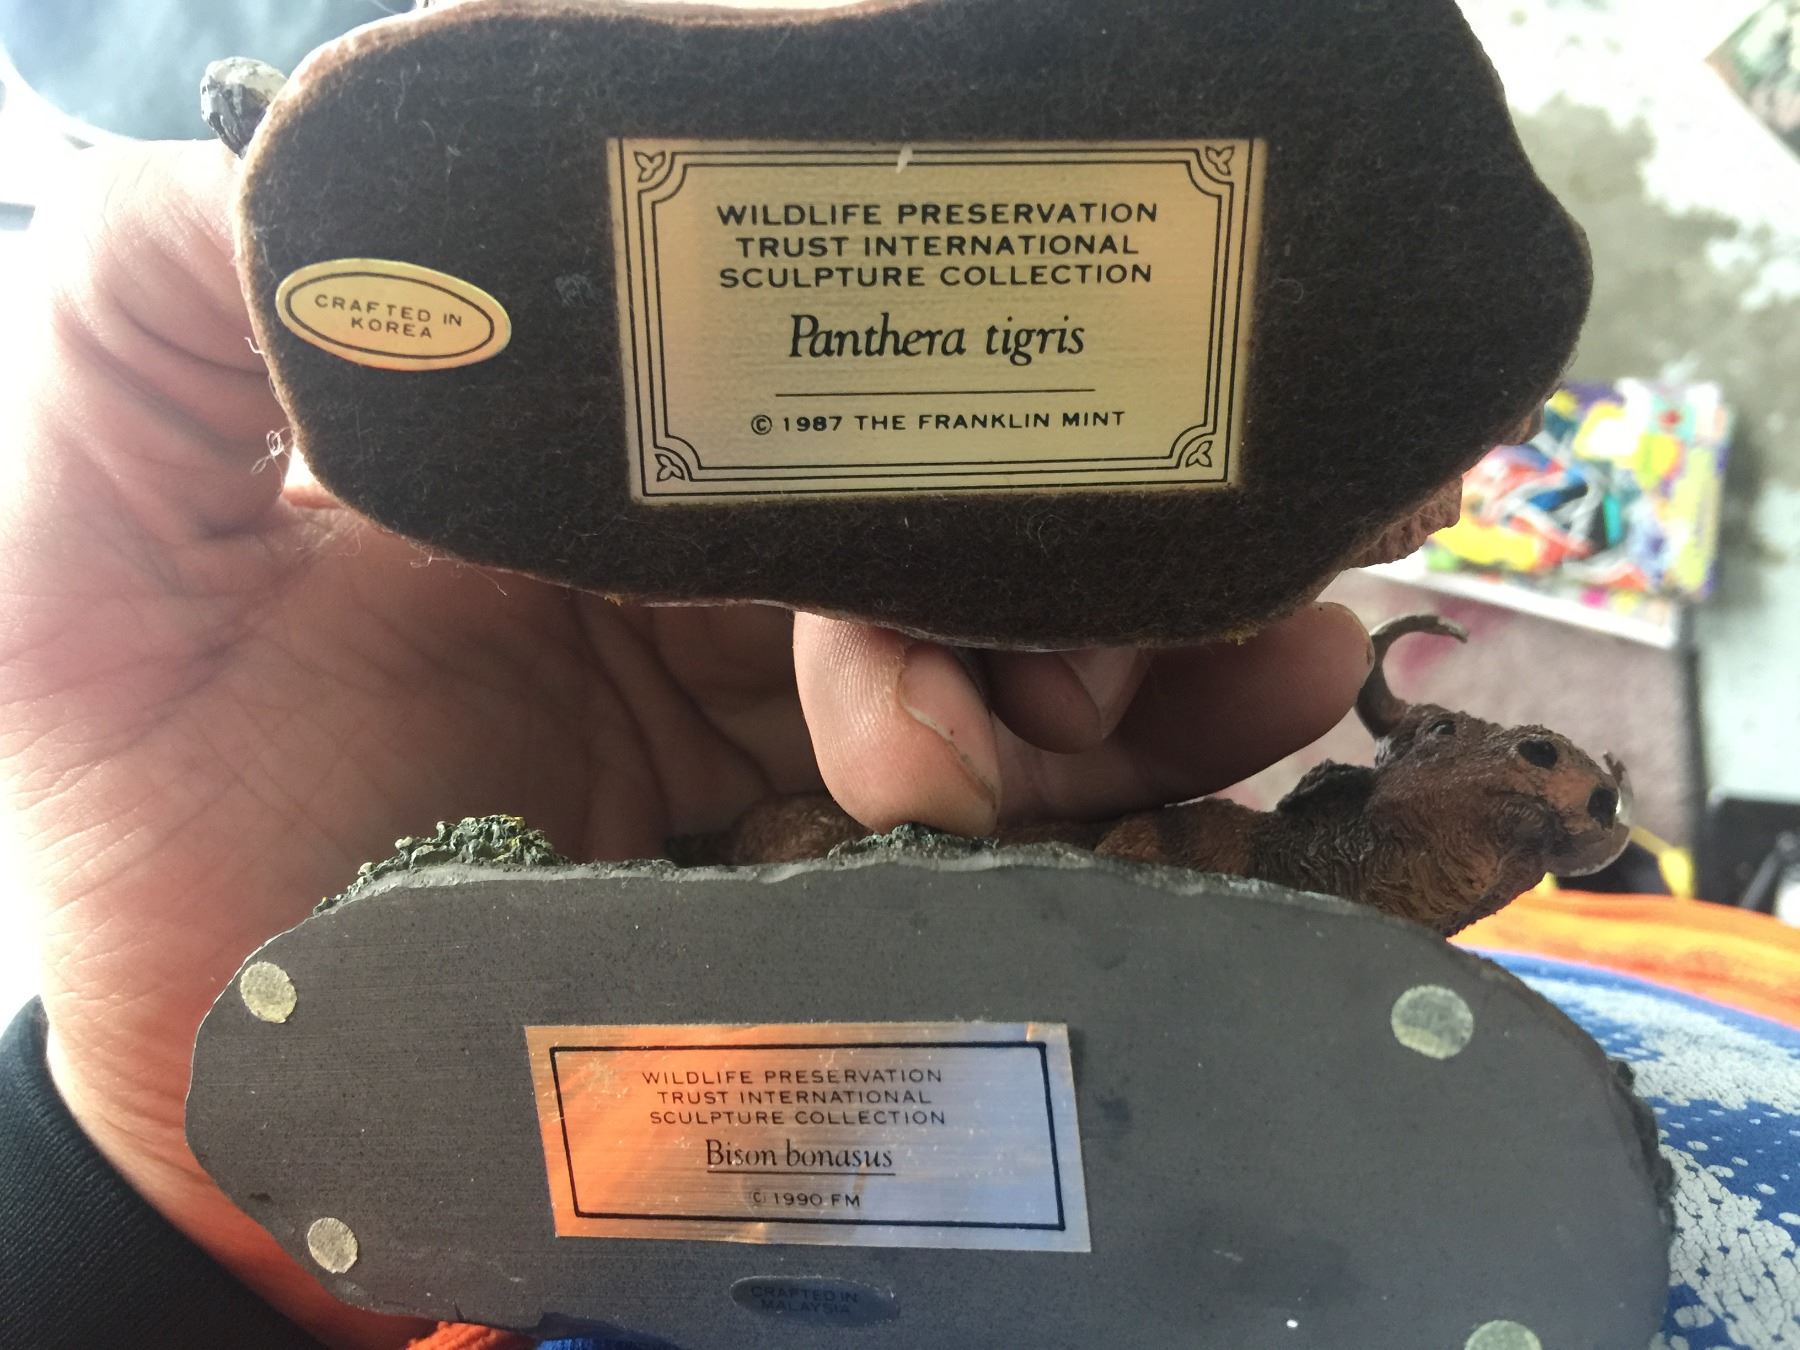 WILDLIFE PRESERVATION
TRUST INTERNATIONAL
SCULPTURE COLLECTION
Panthera tigris
© 1987 THE FRANKLIN MINT
CRAFTED IN
KOREA
WILDLIFE PRESERVATION
TRUST INTERNATIONAL
SCULPTURE COLLECTION
Bison bonasus
© 1990 FM
CRAFTED IN
MALAYSIA